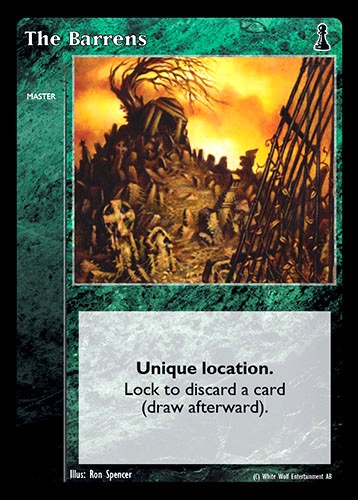 The Barrens
MASTER
Unique location.
Lock to discard a card
(draw afterward).
Illus: Ron Spencer
(C) White Wolf Entertainment AB